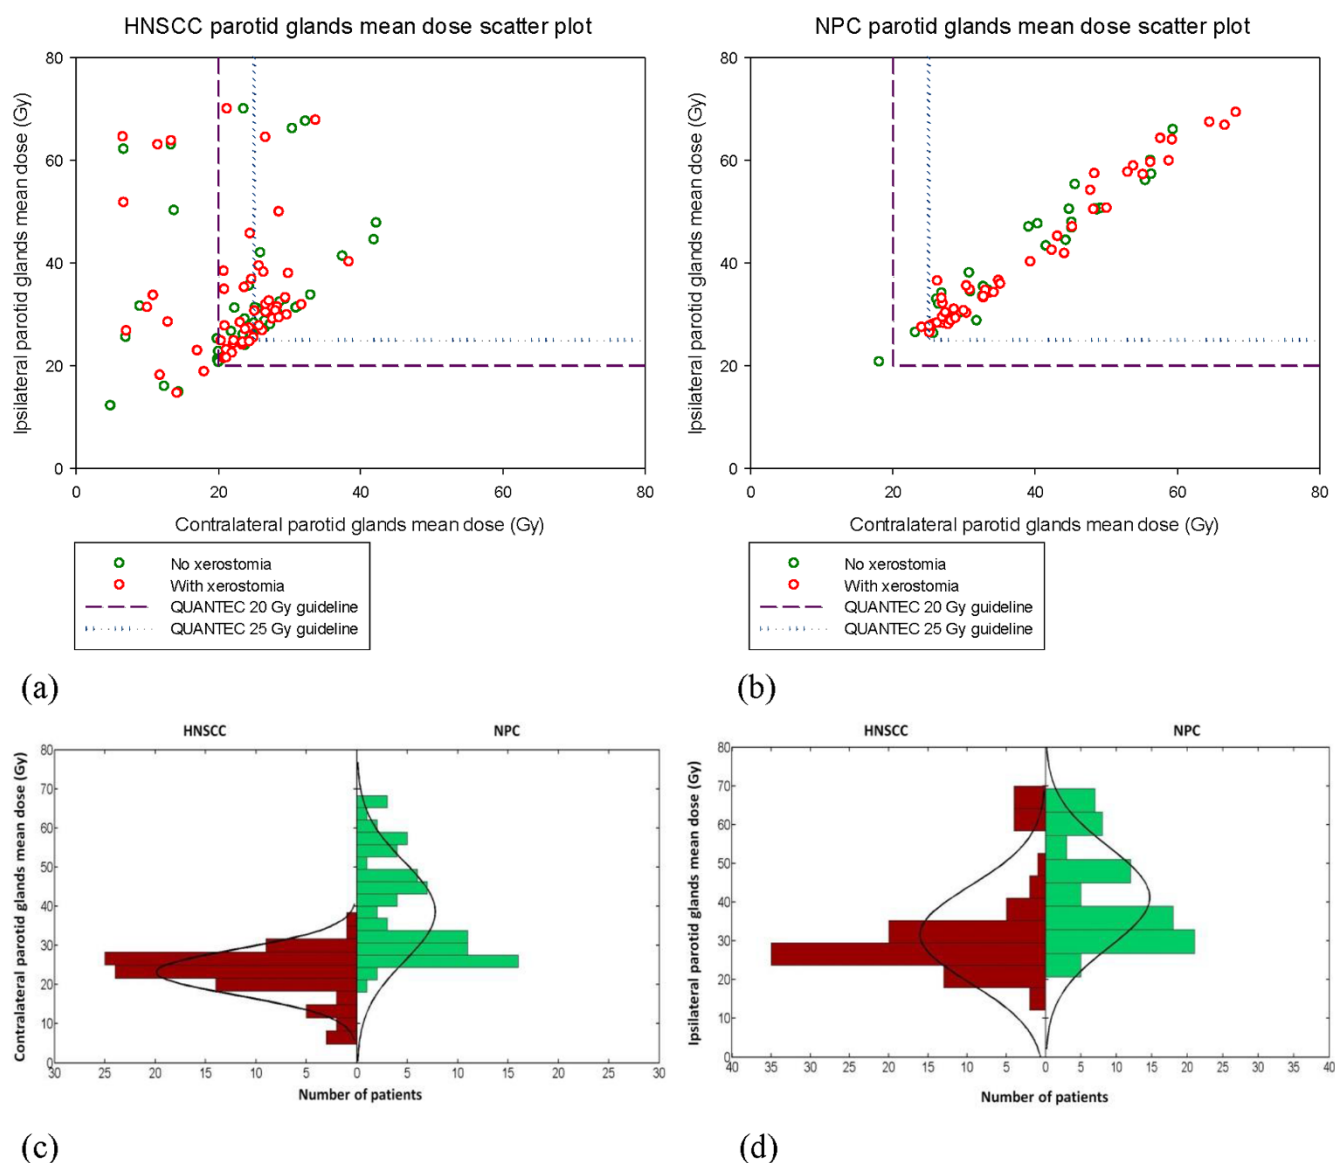 (a)
(b)
HNSCC parotid glands mean dose scatter plot
Ipsilateral parotid glands mean dose (Gy)
80
60
40
20
0
0 20 40 60 80
Contralateral parotid glands mean dose (Gy)
No xerostomia
With xerostomia
QUANTEC 20 Gy guideline
QUANTEC 25 Gy guideline
NPC parotid glands mean dose scatter plot
Ipsilateral parotid glands mean dose (Gy)
80
60
40
20
0
0 20 40 60 80
Contralateral parotid glands mean dose (Gy)
No xerostomia
With xerostomia
QUANTEC 20 Gy guideline
QUANTEC 25 Gy guideline
(a)
(b)
HNSCC NPC
Contralateral parotid glands mean dose (Gy)
80
70
60
50
40
30
20
10
0
30 25 20 15 10 5 0 5 10 15 20 25 30
Number of patients
HNSCC NPC
Ipsilateral parotid glands mean dose (Gy)
80
70
60
50
40
30
20
10
0
40 35 30 25 20 15 10 5 0 5 10 15 20 25 30 35 40
Number of patients
(c)
(d)